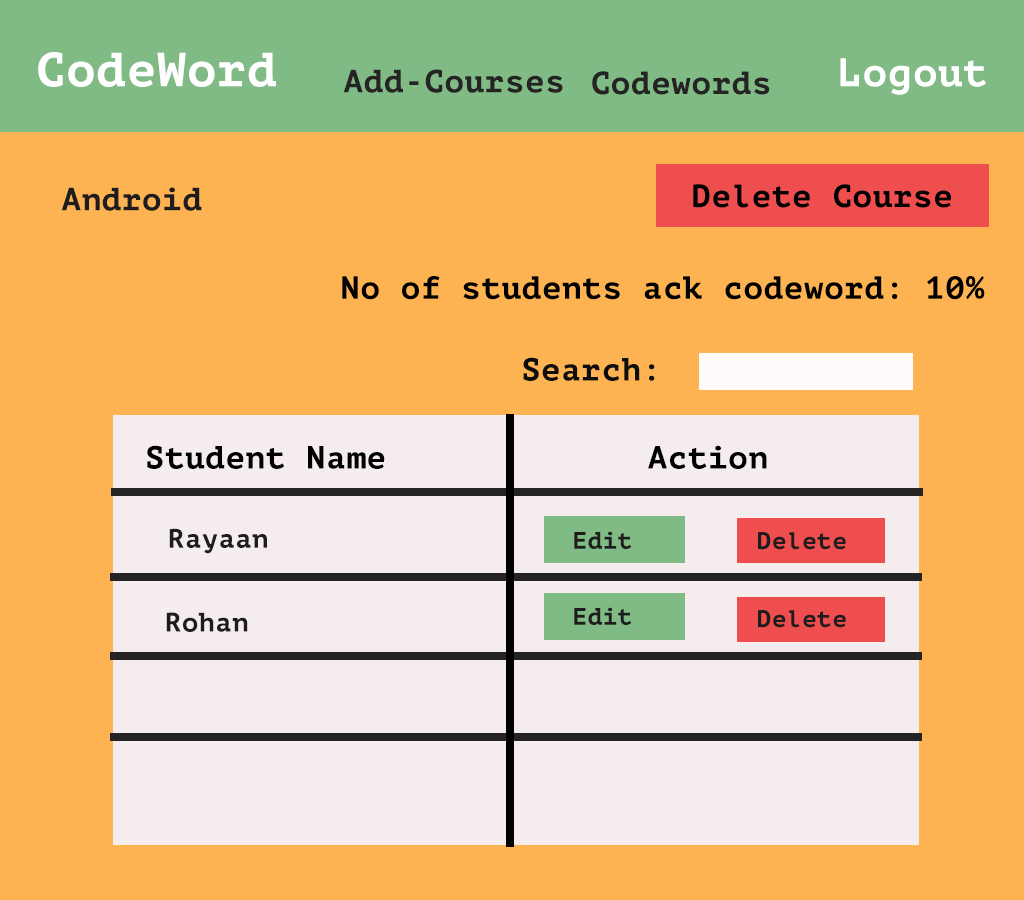 CodeWord Add-Courses Codewords Logout
Android Delete Course
No of students ack codeword: 10%
Search:
Student Name Action
Rayaan Edit Delete
Rohan Edit Delete